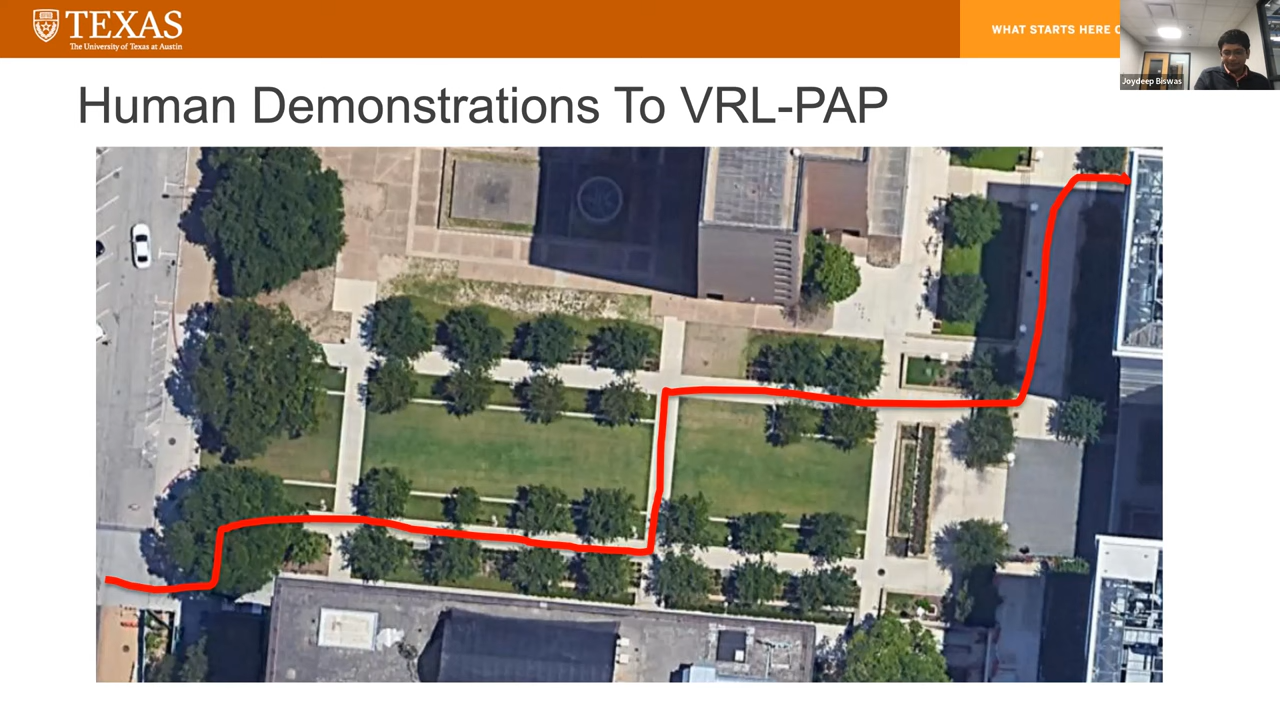 TEXAS
The University of Texas at Austin
WHAT STARTS HERE
Joydeep Biswas
Human Demonstrations To VRL-PAP